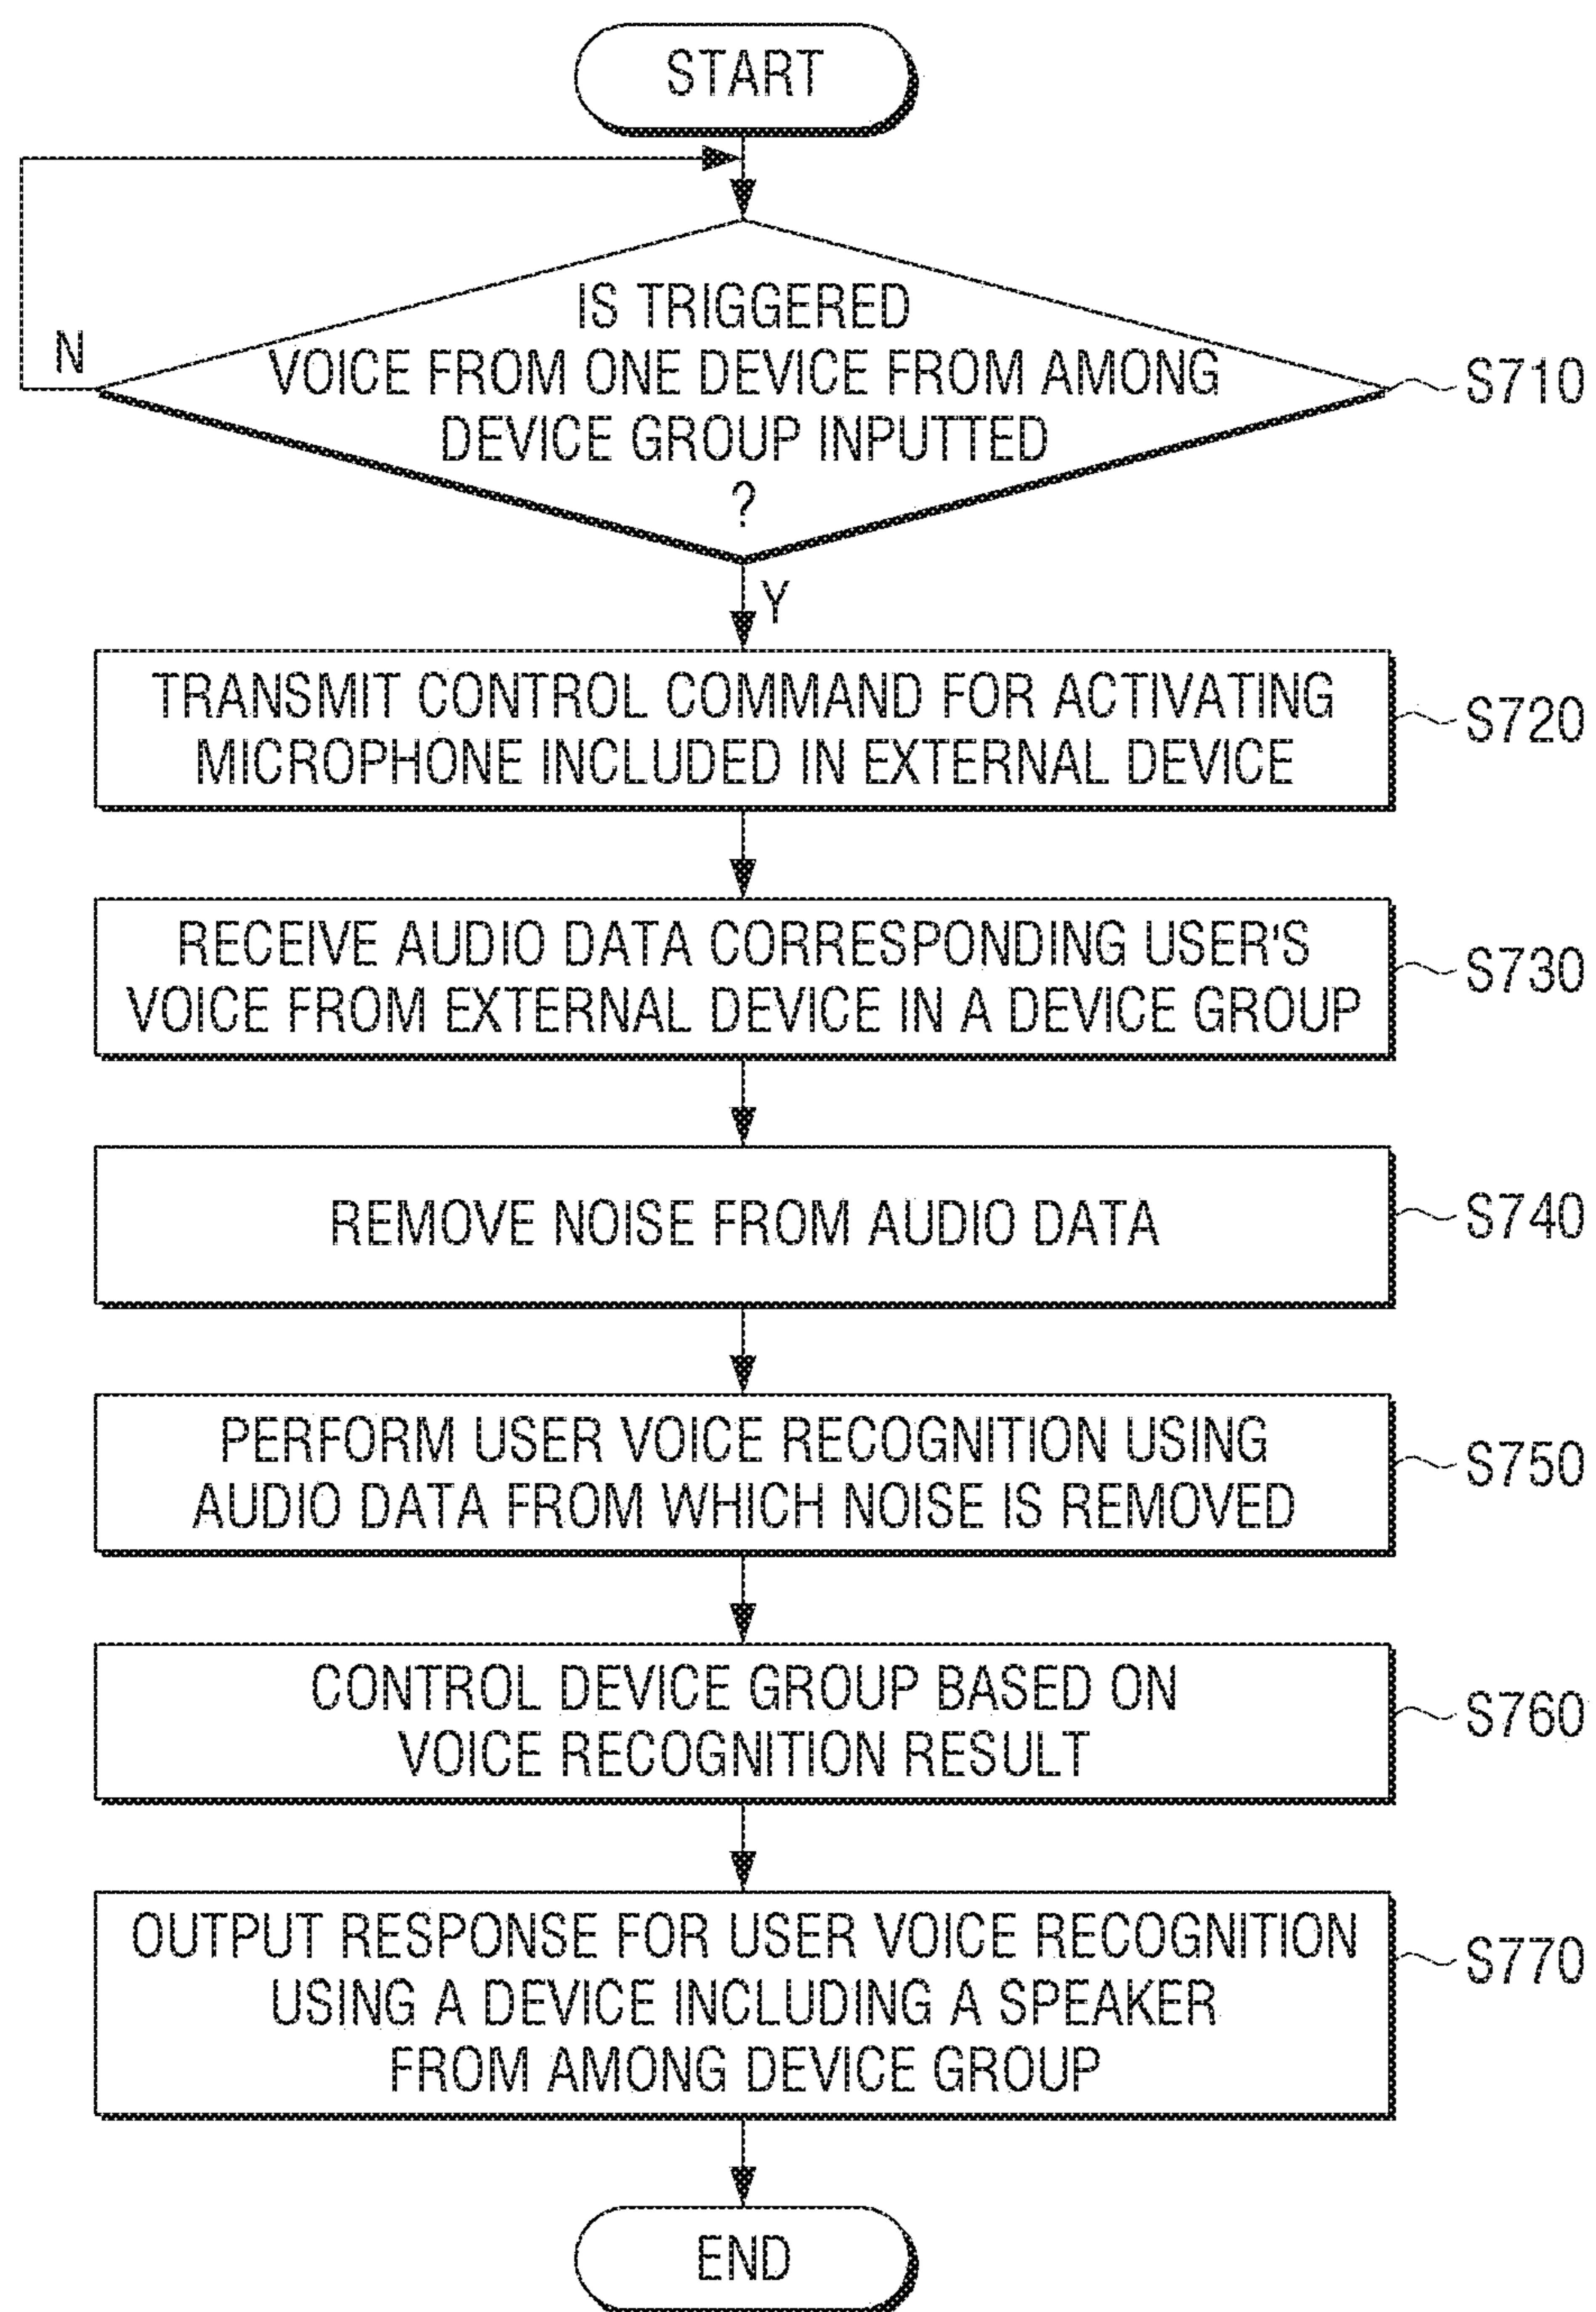 START
N
IS TRIGGERED
VOICE FROM ONE DEVICE FROM AMONG
DEVICE GROUP INPUTTED
?
S710
Y
TRANSMIT CONTROL COMMAND FOR ACTIVATING
MICROPHONE INCLUDED IN EXTERNAL DEVICE
S720
RECEIVE AUDIO DATA CORRESPONDING USER'S
VOICE FROM EXTERNAL DEVICE IN A DEVICE GROUP
S730
REMOVE NOISE FROM AUDIO DATA
S740
PERFORM USER VOICE RECOGNITION USING
AUDIO DATA FROM WHICH NOISE IS REMOVED
S750
CONTROL DEVICE GROUP BASED ON
VOICE RECOGNITION RESULT
S760
OUTPUT RESPONSE FOR USER VOICE RECOGNITION
USING A DEVICE INCLUDING A SPEAKER
FROM AMONG DEVICE GROUP
S770
END